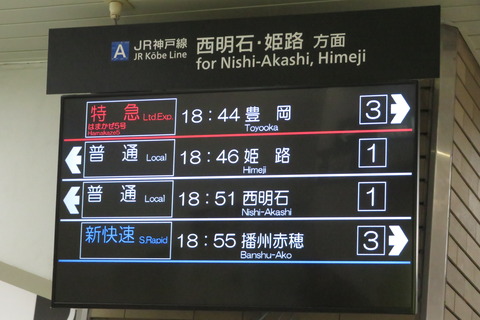 A JR神戸線 西明石・姫路 方面
JR Kōbe Line for Nishi-Akashi, Himeji
特急 Ltd.Exp. 18:44 豊岡 3
はまかぜ5号
Hamakaze5 Toyooka
普通 Local 18:46 姫路 1
Himeji
普通 Local 18:51 西明石 1
Nishi-Akashi
新快速 S.Rapid 18:55 播州赤穂 3
Banshu-Ako